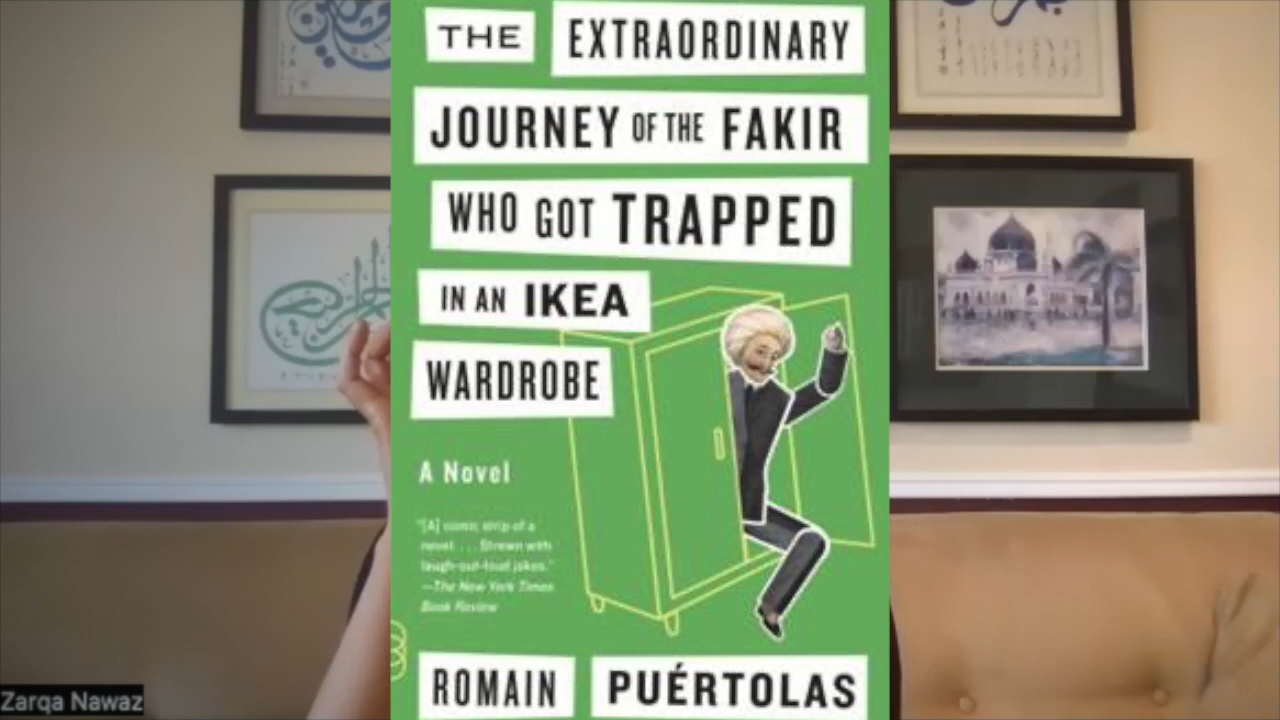 THE EXTRAORDINARY
JOURNEY OF THE FAKIR
WHO GOT TRAPPED
IN AN IKEA
WARDROBE
A Novel
"[A] comic strip of a
novel. . . . Strewn with
laugh-out-loud jokes."
—The New York Times
Book Review
ROMAIN PUÉRTOLAS
Zarqa Nawaz